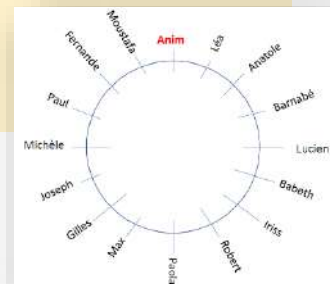 Anim
Léa
Anatole
Barnabé
Lucien
Babeth
Iriss
Robert
Paola
Max
Gilles
Joseph
Michèle
Paul
Fernande
Moustafa